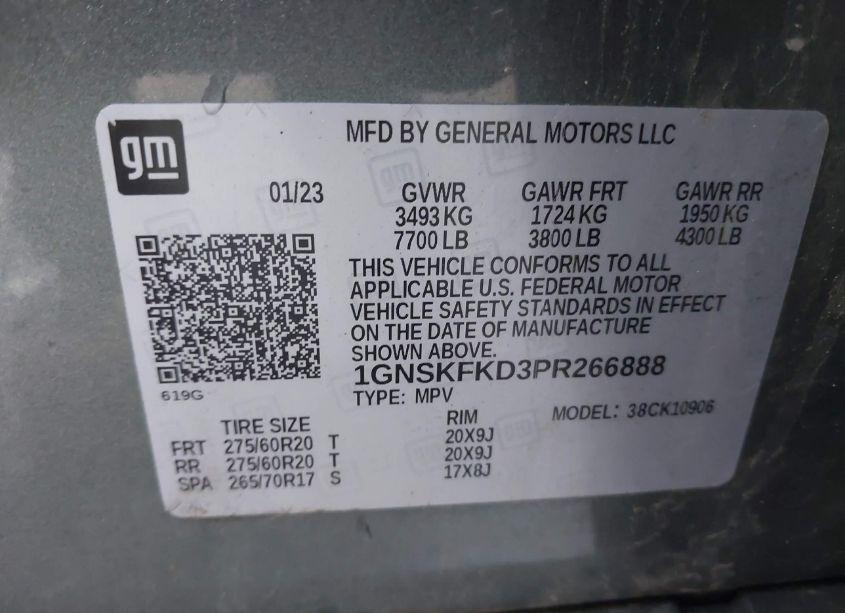 gm
MFD BY GENERAL MOTORS LLC
01/23 GVWR GAWR FRT GAWR RR
3493 KG 1724 KG 1950 KG
7700 LB 3800 LB 4300 LB
THIS VEHICLE CONFORMS TO ALL
APPLICABLE U.S. FEDERAL MOTOR
VEHICLE SAFETY STANDARDS IN EFFECT
ON THE DATE OF MANUFACTURE
SHOWN ABOVE.
1GNSKFKD3PR266888
619G
TYPE: MPV MODEL: 38CK10906
TIRE SIZE RIM
FRT 275/60R20 T 20X9J
RR 275/60R20 T 20X9J
SPA 265/70R17 S 17X8J